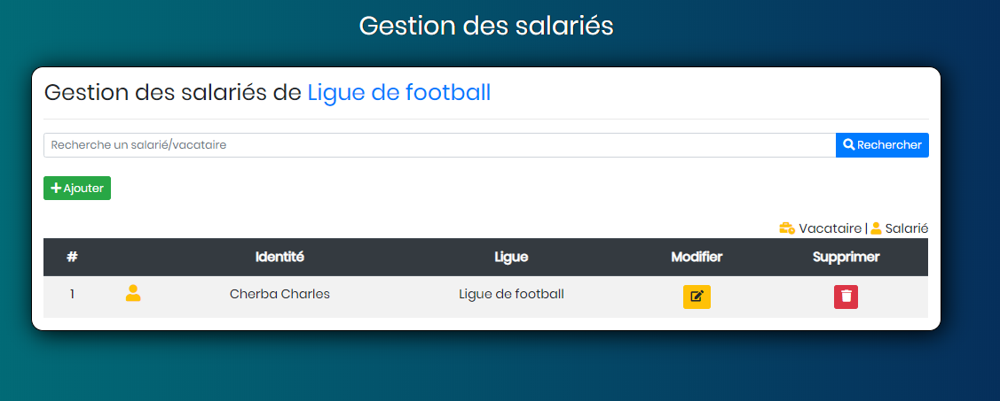 Gestion des salariés
Gestion des salariés de Ligue de football
Recherche un salarié/vacataire
Rechercher
Ajouter
Vacataire | Salarié
# Identité Ligue Modifier Supprimer
1 Cherba Charles Ligue de football